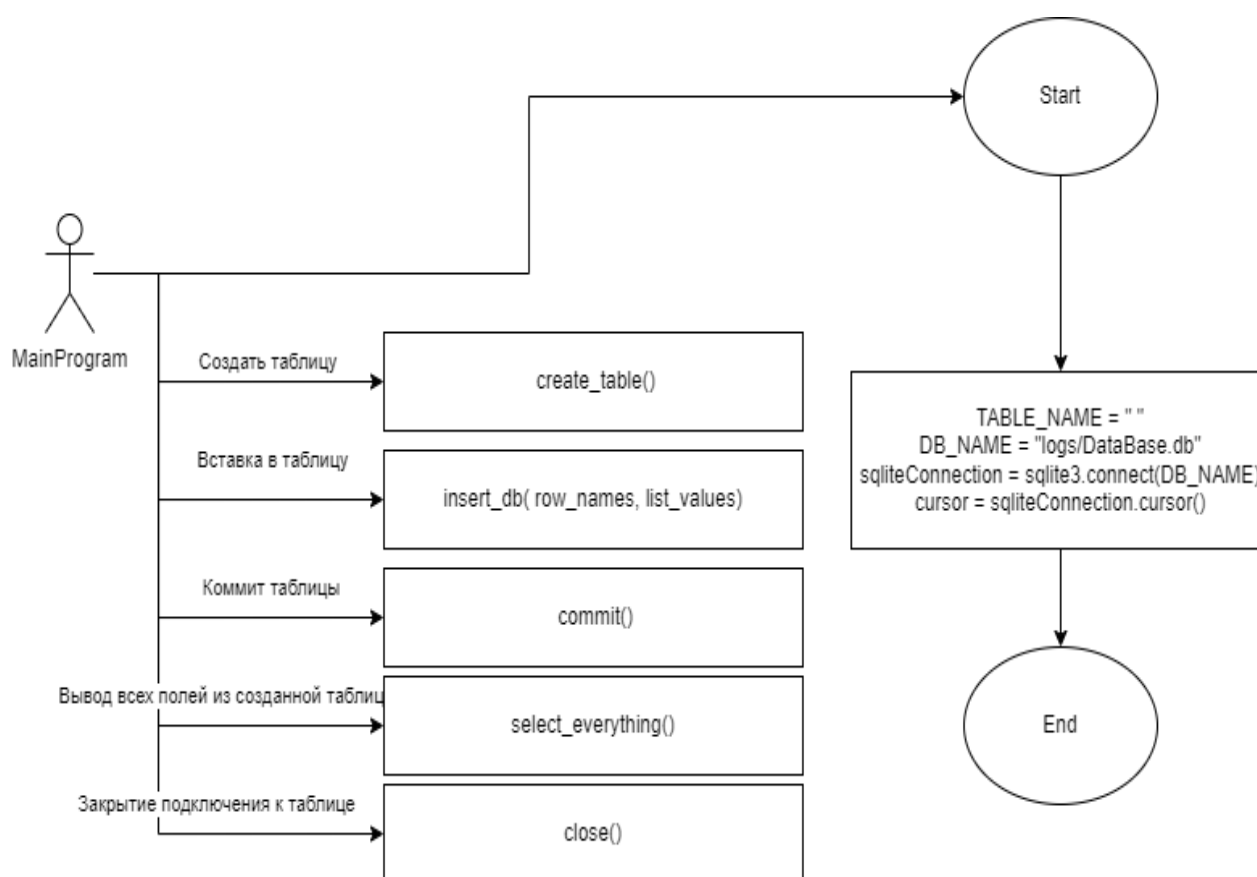 Start
MainProgram
Создать таблицу
create_table()
Вставка в таблицу
insert_db( row_names, list_values)
Коммит таблицы
commit()
Вывод всех полей из созданной таблиц
select_everything()
Закрытие подключения к таблице
close()
TABLE_NAME = " "
DB_NAME = "logs/DataBase.db"
sqliteConnection = sqlite3.connect(DB_NAME)
cursor = sqliteConnection.cursor()
End